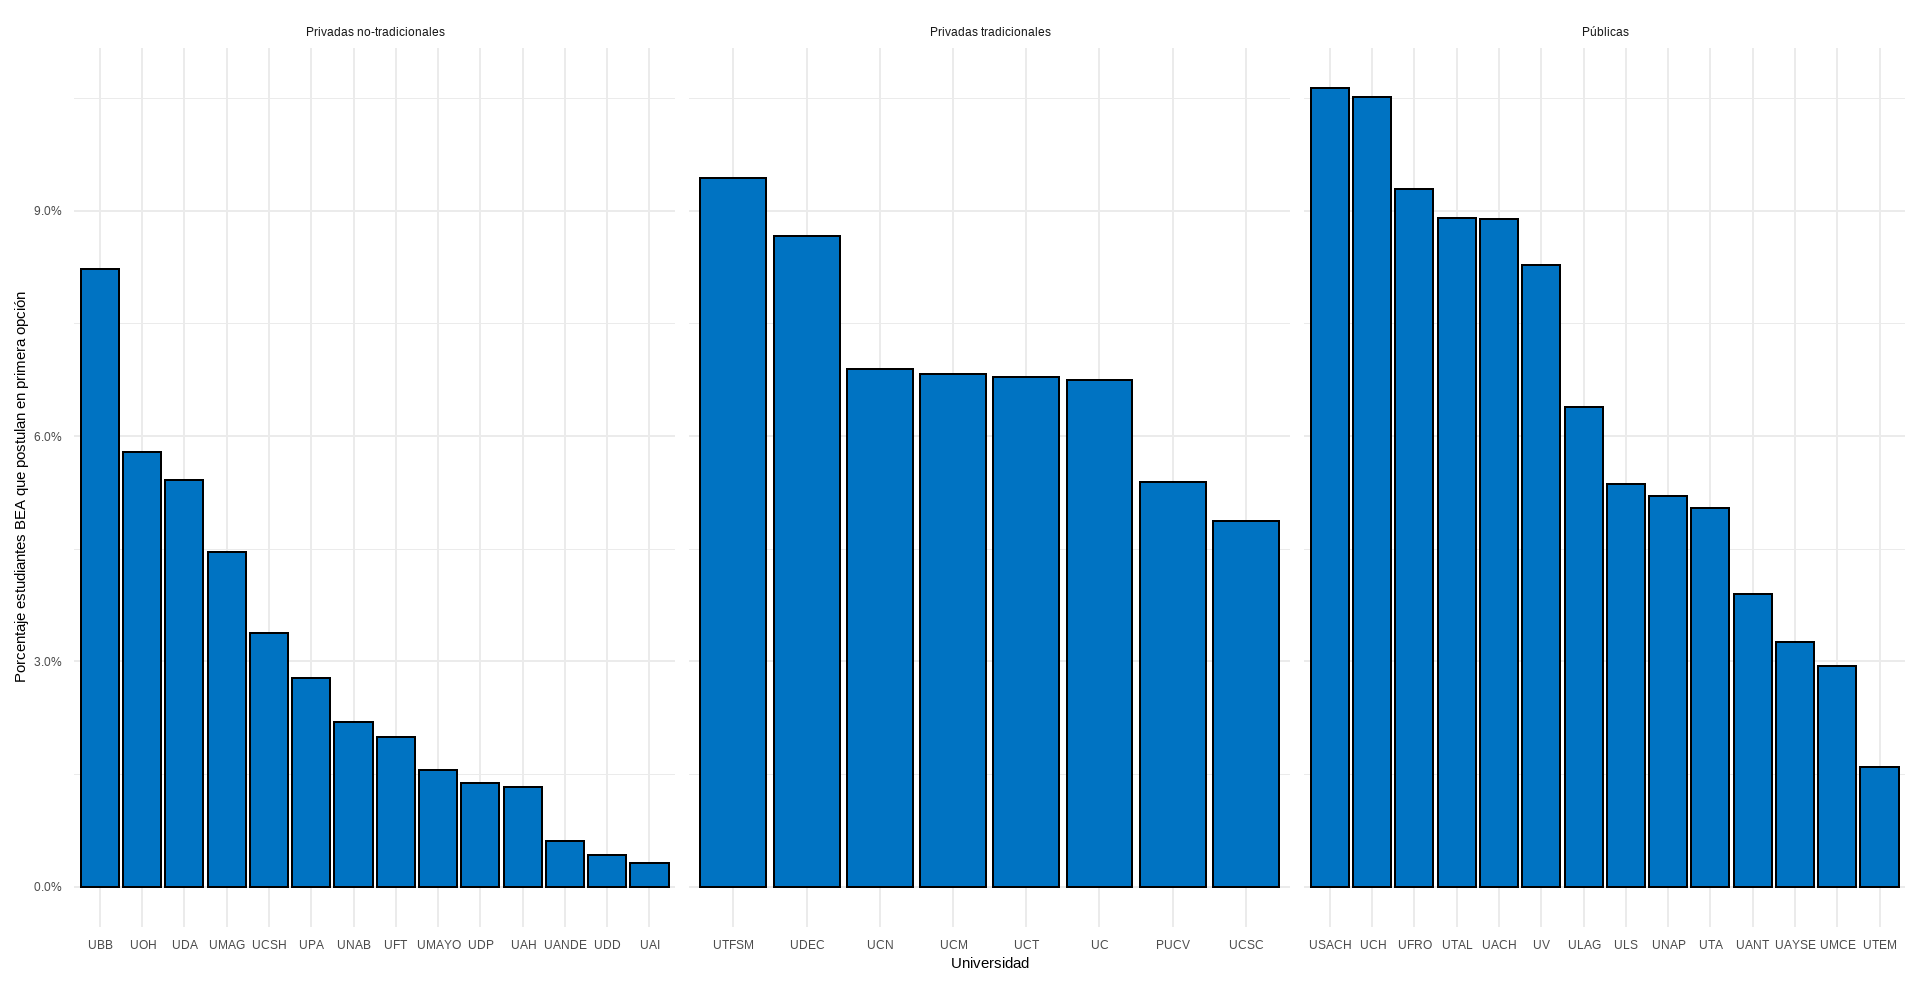 Privadas no-tradicionales
Privadas tradicionales
Públicas
Porcentaje estudiantes BEA que postulan en primera opción
9.0%
6.0%
3.0%
0.0%
UBB UOH UDA UMAG UCSH UPA UNAB UFT UMAYO UDP UAH UANDE UDD UAI
UTFSM UDEC UCN UCM UCT UC PUCV UCSC
USACH UCH UFRO UTAL UACH UV ULAG ULS UNAP UTA UANT UAYSE UMCE UTEM
Universidad